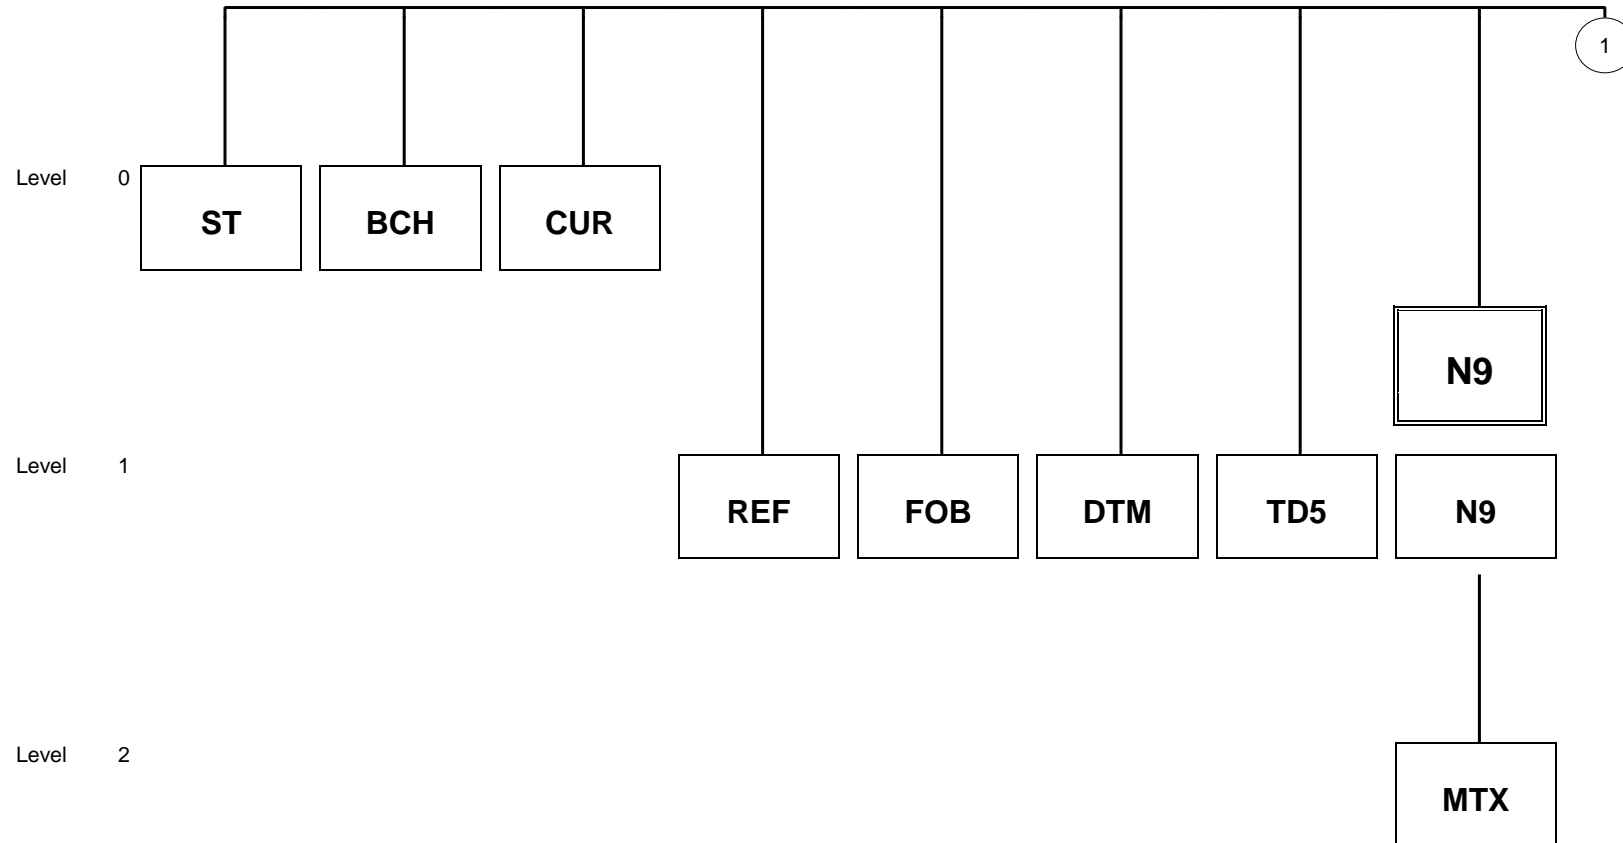 1
Level 0
ST BCH CUR
N9
Level 1
REF FOB DTM TD5 N9
Level 2
MTX